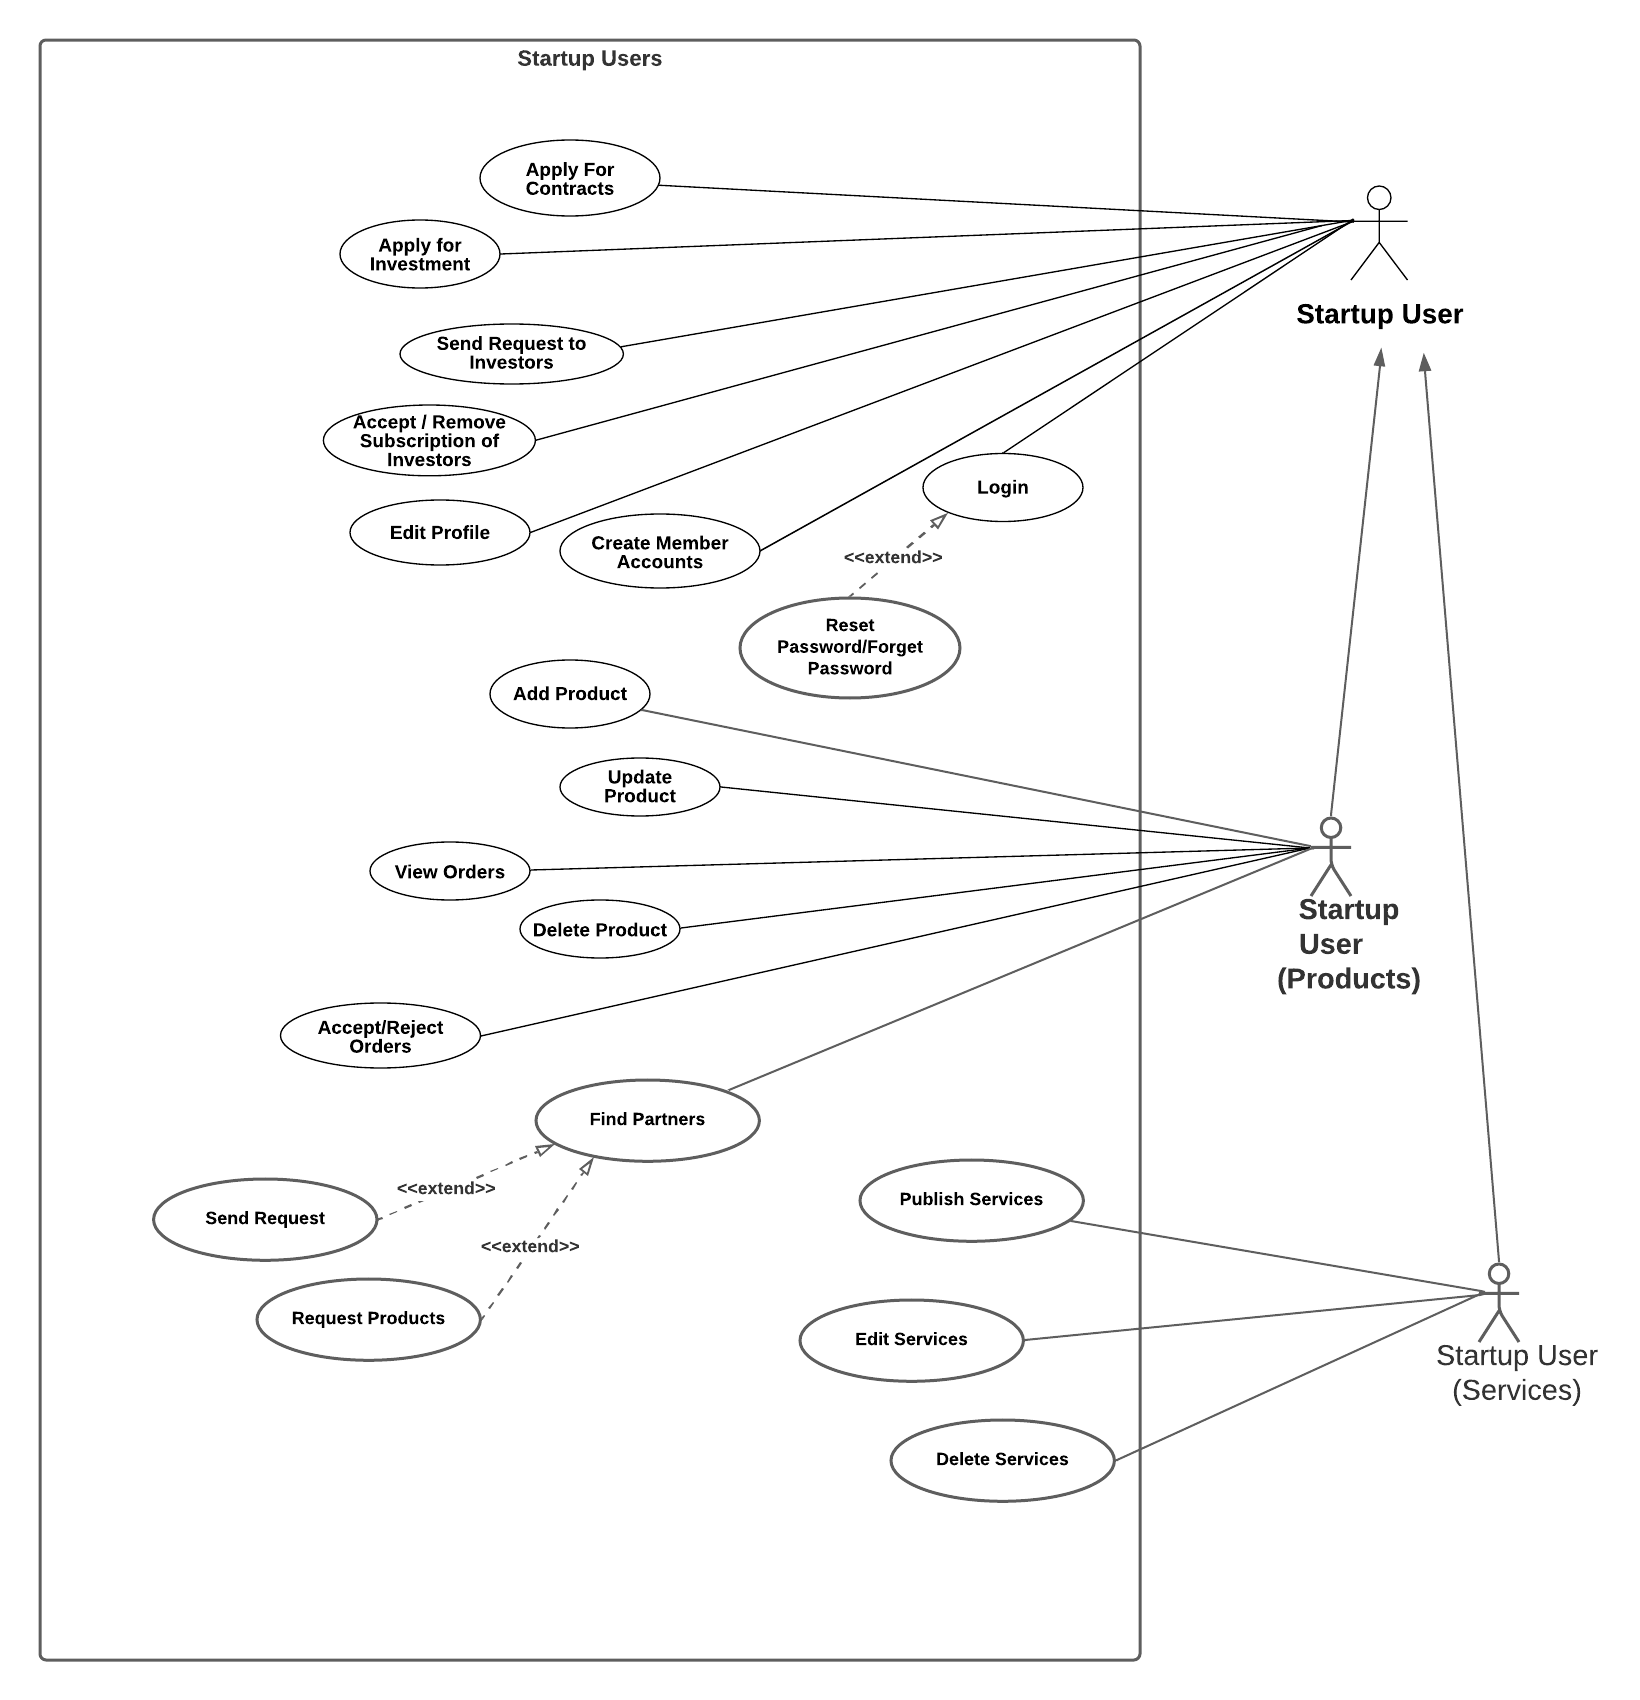 Startup Users
Apply For
Contracts
Apply for
Investment
Startup User
Send Request to
Investors
Accept / Remove
Subscription of
Investors
Login
Edit Profile
Create Member
Accounts
<<extend>>
Reset
Password/Forget
Password
Add Product
Update
Product
View Orders
Delete Product
Startup
User
(Products)
Accept/Reject
Orders
Find Partners
<<extend>>
Send Request
Publish Services
<<extend>>
Request Products
Edit Services
Startup User
(Services)
Delete Services